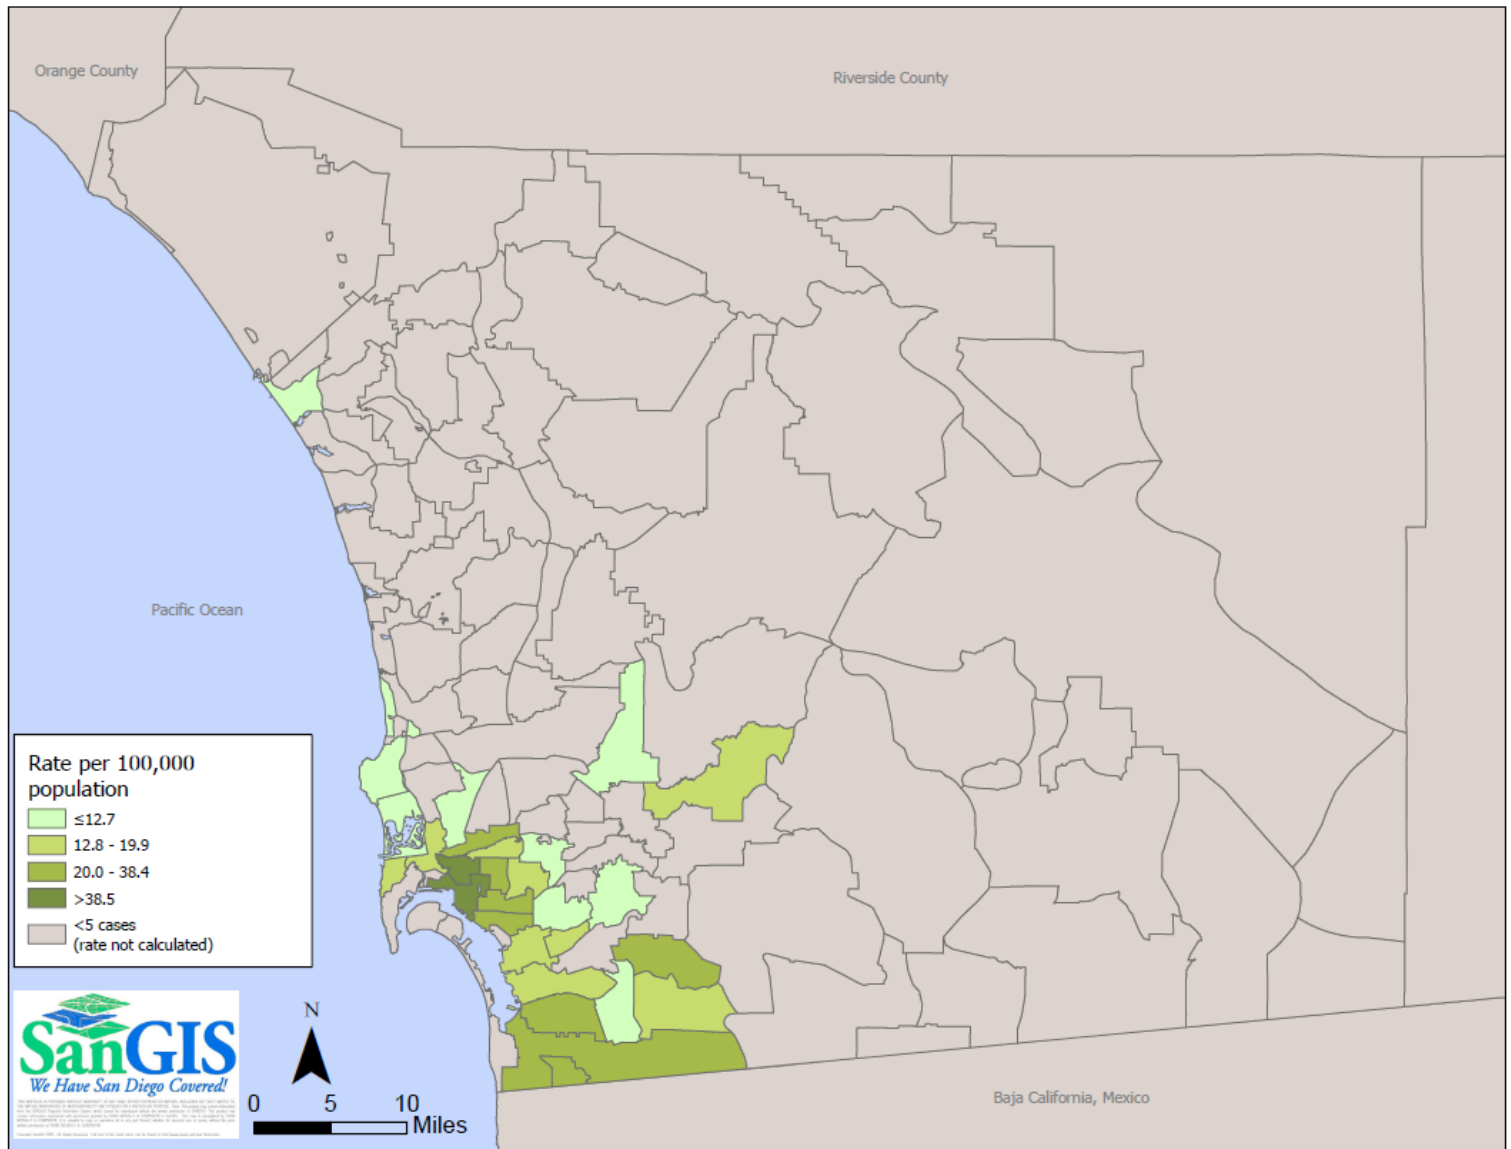 Orange County
Riverside County
Pacific Ocean
Rate per 100,000
population
≤12.7
12.8 - 19.9
20.0 - 38.4
>38.5
<5 cases
(rate not calculated)
SanGIS
We Have San Diego Covered!
N
0 5 10
Miles
Baja California, Mexico